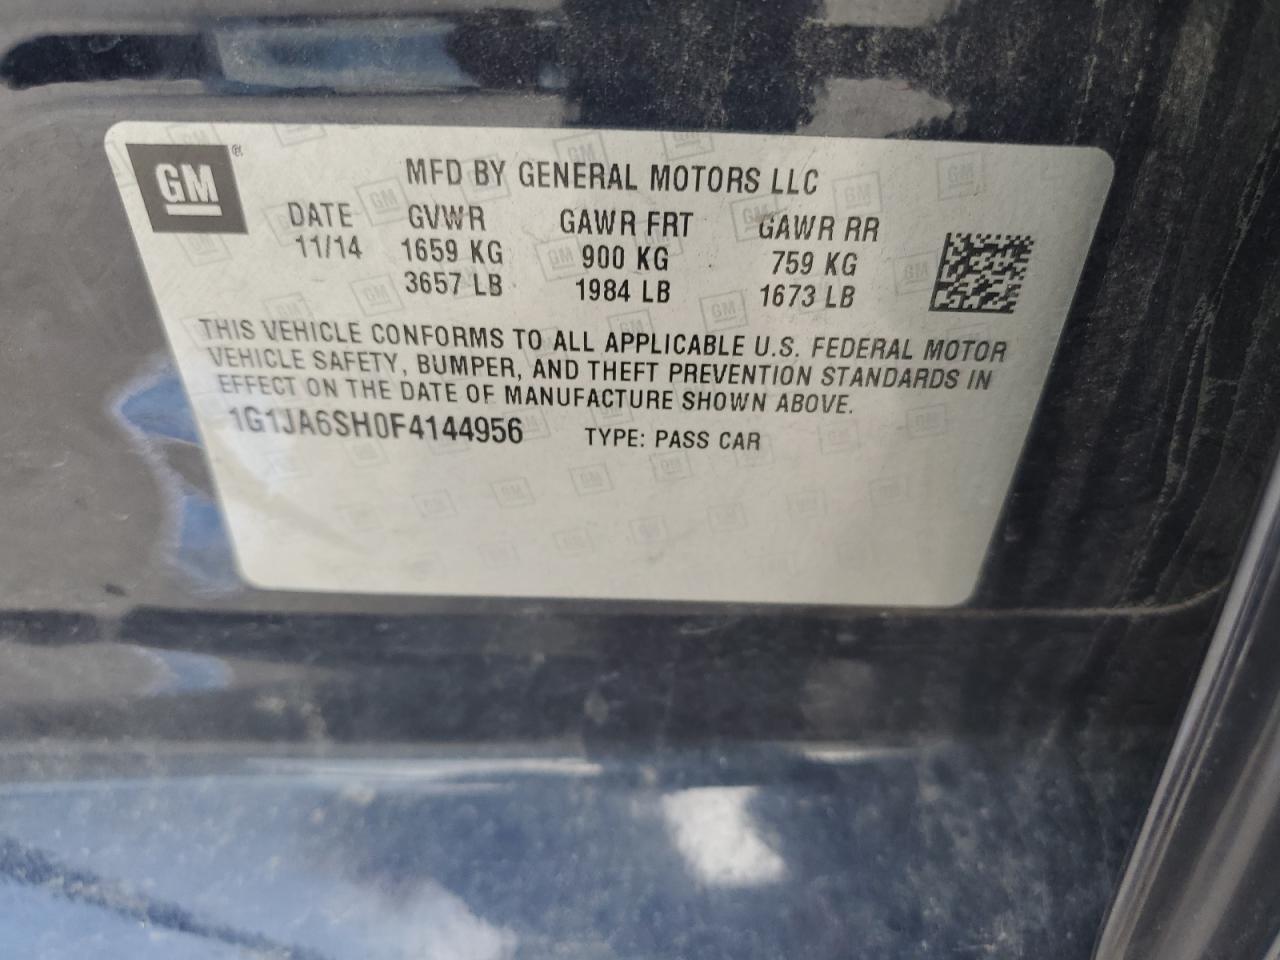 GM®
MFD BY GENERAL MOTORS LLC
DATE GVWR GAWR FRT GAWR RR
11/14 1659 KG 900 KG 759 KG
3657 LB 1984 LB 1673 LB
THIS VEHICLE CONFORMS TO ALL APPLICABLE U.S. FEDERAL MOTOR
VEHICLE SAFETY, BUMPER, AND THEFT PREVENTION STANDARDS IN
EFFECT ON THE DATE OF MANUFACTURE SHOWN ABOVE.
1G1JA6SH0F4144956 TYPE: PASS CAR